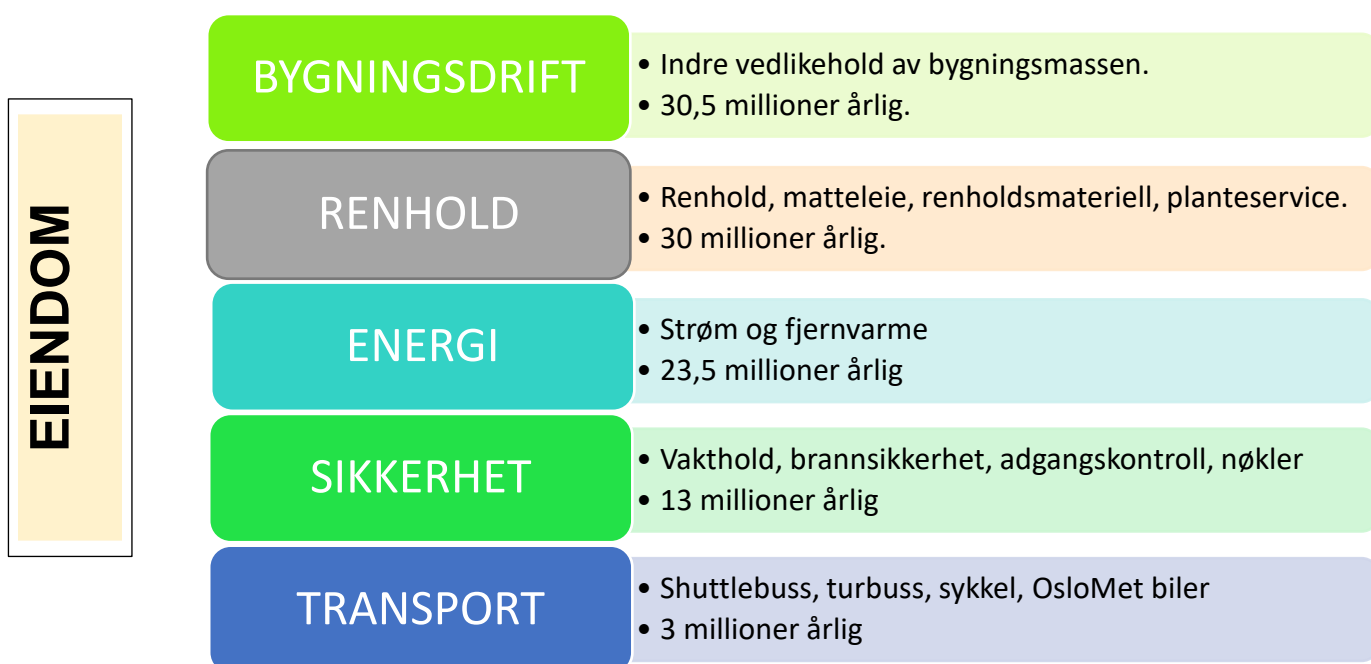 EIENDOM
BYGNINGSDRIFT
• Indre vedlikehold av bygningsmassen.
• 30,5 millioner årlig.
RENHOLD
• Renhold, matteleie, renholdsmateriell, planteservice.
• 30 millioner årlig.
ENERGI
• Strøm og fjernvarme
• 23,5 millioner årlig
SIKKERHET
• Vakthold, brannsikkerhet, adgangskontroll, nøkler
• 13 millioner årlig
TRANSPORT
• Shuttlebuss, turbuss, sykkel, OsloMet biler
• 3 millioner årlig